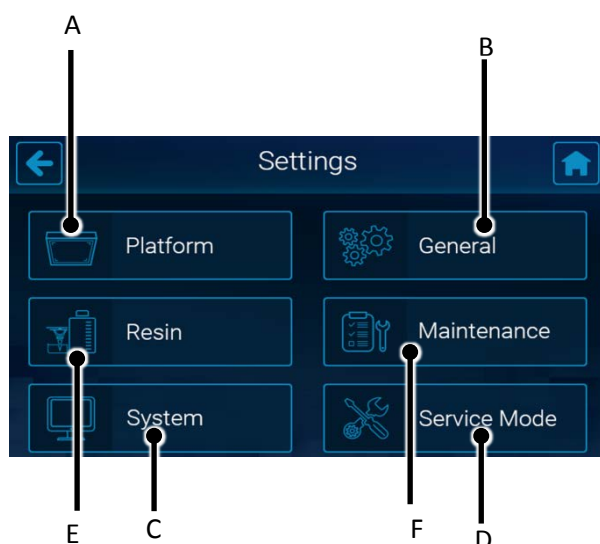 A
B
Settings
Platform
General
Resin
Maintenance
System
Service Mode
E
C
F
D